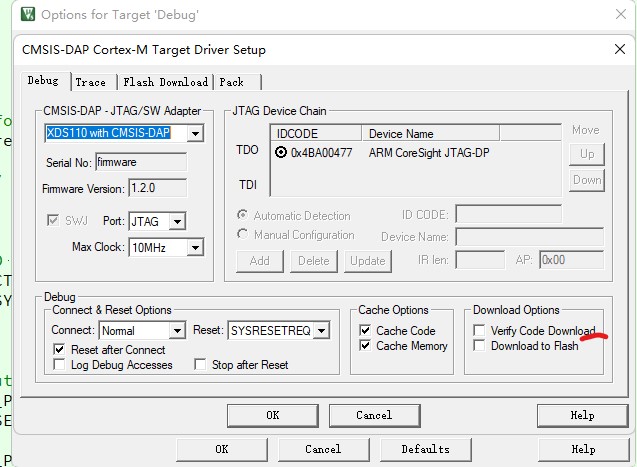 Options for Target 'Debug'
CMSIS-DAP Cortex-M Target Driver Setup
Debug Trace Flash Download Pack
CMSIS-DAP - JTAG/SW Adapter
XDS110 with CMSIS-DAP
Serial No: firmware
Firmware Version: 1.2.0
SWJ Port: JTAG
Max Clock: 10MHz
JTAG Device Chain
IDCODE Device Name Move
TDO 0x4BA00477 ARM CoreSight JTAG-DP Up
TDI Down
Automatic Detection ID CODE:
Manual Configuration Device Name:
Add Delete Update IR len: AP: 0x00
Debug
Connect & Reset Options
Connect: Normal Reset: SYSRESETREQ
Reset after Connect
Log Debug Accesses Stop after Reset
Cache Options
Cache Code
Cache Memory
Download Options
Verify Code Download
Download to Flash
OK Cancel Help
OK Cancel Defaults Help